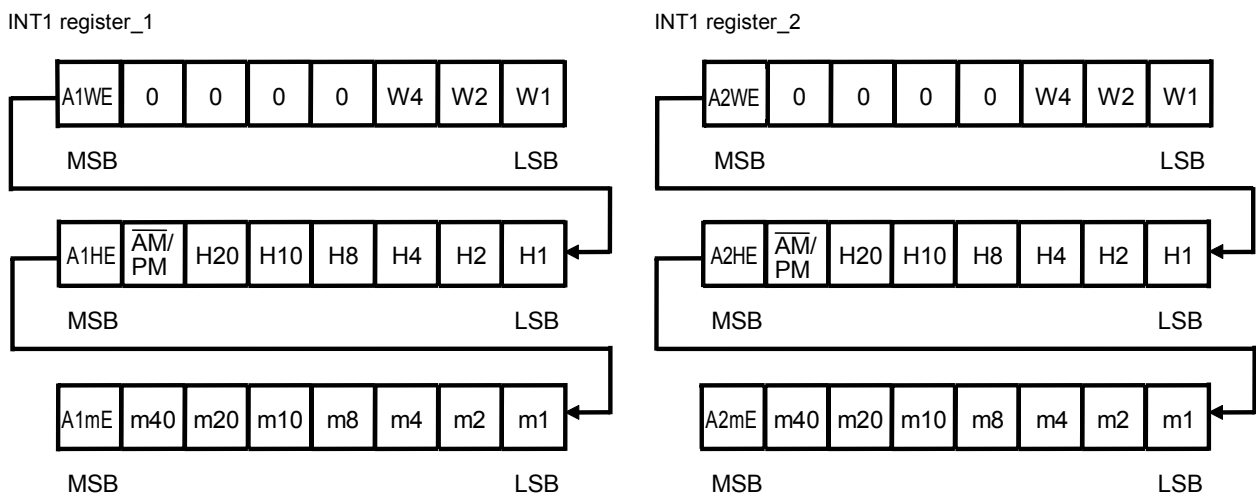 INT1 register_1
A1WE 0 0 0 0 W4 W2 W1
MSB LSB
A1HE AM/PM H20 H10 H8 H4 H2 H1
MSB LSB
A1mE m40 m20 m10 m8 m4 m2 m1
MSB LSB
INT1 register_2
A2WE 0 0 0 0 W4 W2 W1
MSB LSB
A2HE AM/PM H20 H10 H8 H4 H2 H1
MSB LSB
A2mE m40 m20 m10 m8 m4 m2 m1
MSB LSB